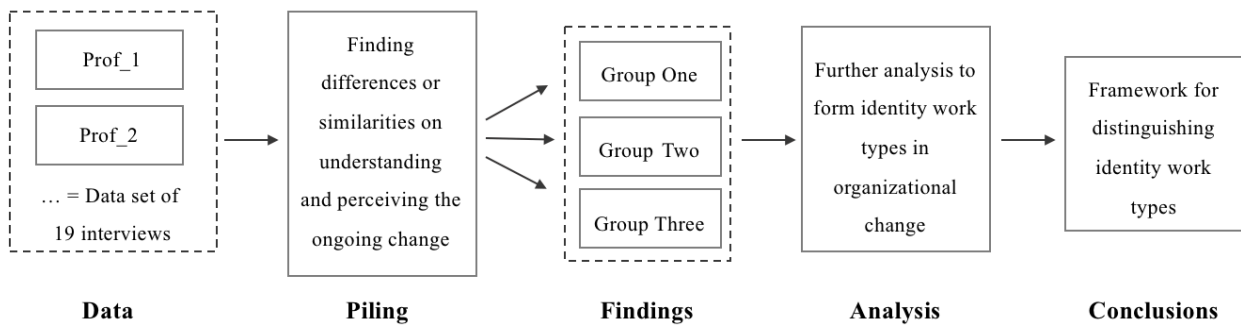 Prof_1
Prof_2
… = Data set of
19 interviews
Finding
differences or
similarities on
understanding
and perceiving the
ongoing change
Group One
Group Two
Group Three
Further analysis to
form identity work
types in
organizational
change
Framework for
distinguishing
identity work
types
Data
Piling
Findings
Analysis
Conclusions